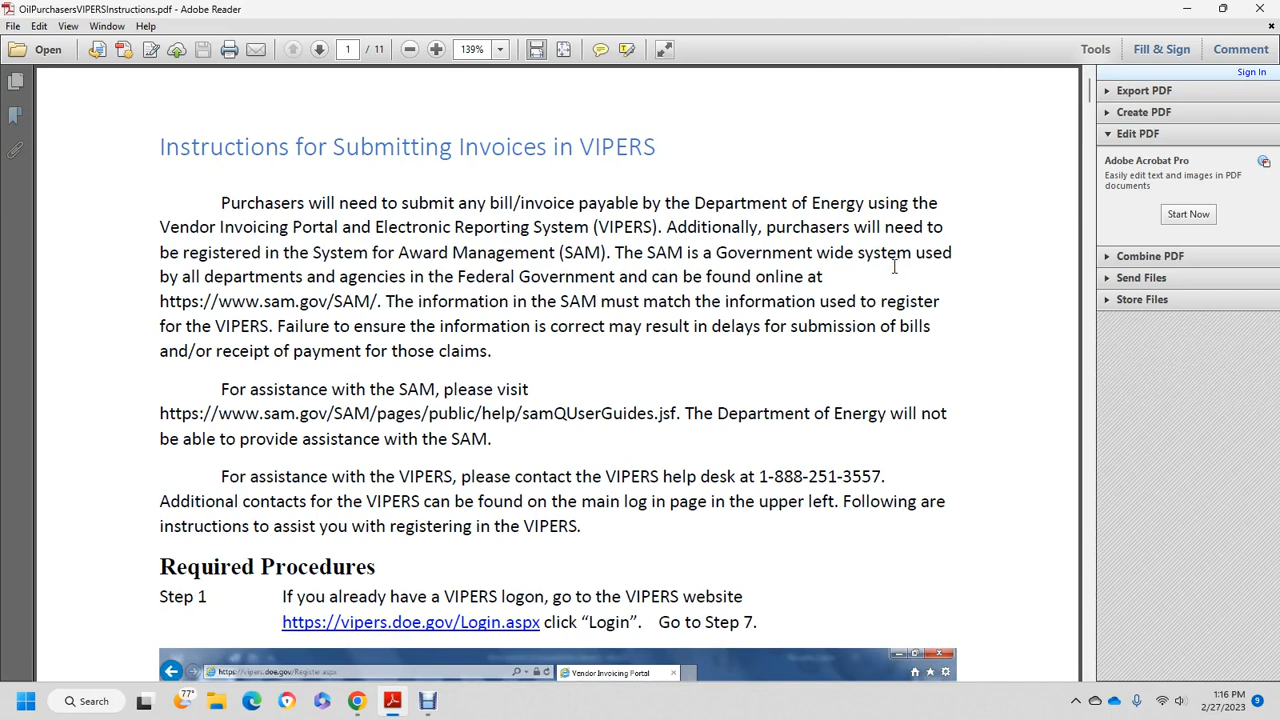 OilPurchasersVIPERSInstructions.pdf - Adobe Reader
File Edit View Window Help
Open 1 / 11 139% Tools Fill & Sign Comment
Sign In
Export PDF
Create PDF
Edit PDF
Adobe Acrobat Pro
Easily edit text and images in PDF
documents
Start Now
Combine PDF
Send Files
Store Files
Instructions for Submitting Invoices in VIPERS
Purchasers will need to submit any bill/invoice payable by the Department of Energy using the
Vendor Invoicing Portal and Electronic Reporting System (VIPERS). Additionally, purchasers will need to
be registered in the System for Award Management (SAM). The SAM is a Government wide system used
by all departments and agencies in the Federal Government and can be found online at
https://www.sam.gov/SAM/. The information in the SAM must match the information used to register
for the VIPERS. Failure to ensure the information is correct may result in delays for submission of bills
and/or receipt of payment for those claims.
For assistance with the SAM, please visit
https://www.sam.gov/SAM/pages/public/help/samQUserGuides.jsf. The Department of Energy will not
be able to provide assistance with the SAM.
For assistance with the VIPERS, please contact the VIPERS help desk at 1-888-251-3557.
Additional contacts for the VIPERS can be found on the main log in page in the upper left. Following are
instructions to assist you with registering in the VIPERS.
Required Procedures
Step 1 If you already have a VIPERS logon, go to the VIPERS website
https://vipers.doe.gov/Login.aspx click “Login”. Go to Step 7.
https://vipers.doe.gov/Register.aspx Vendor Invoicing Portal
Search 77° 1:16 PM
2/27/2023 9